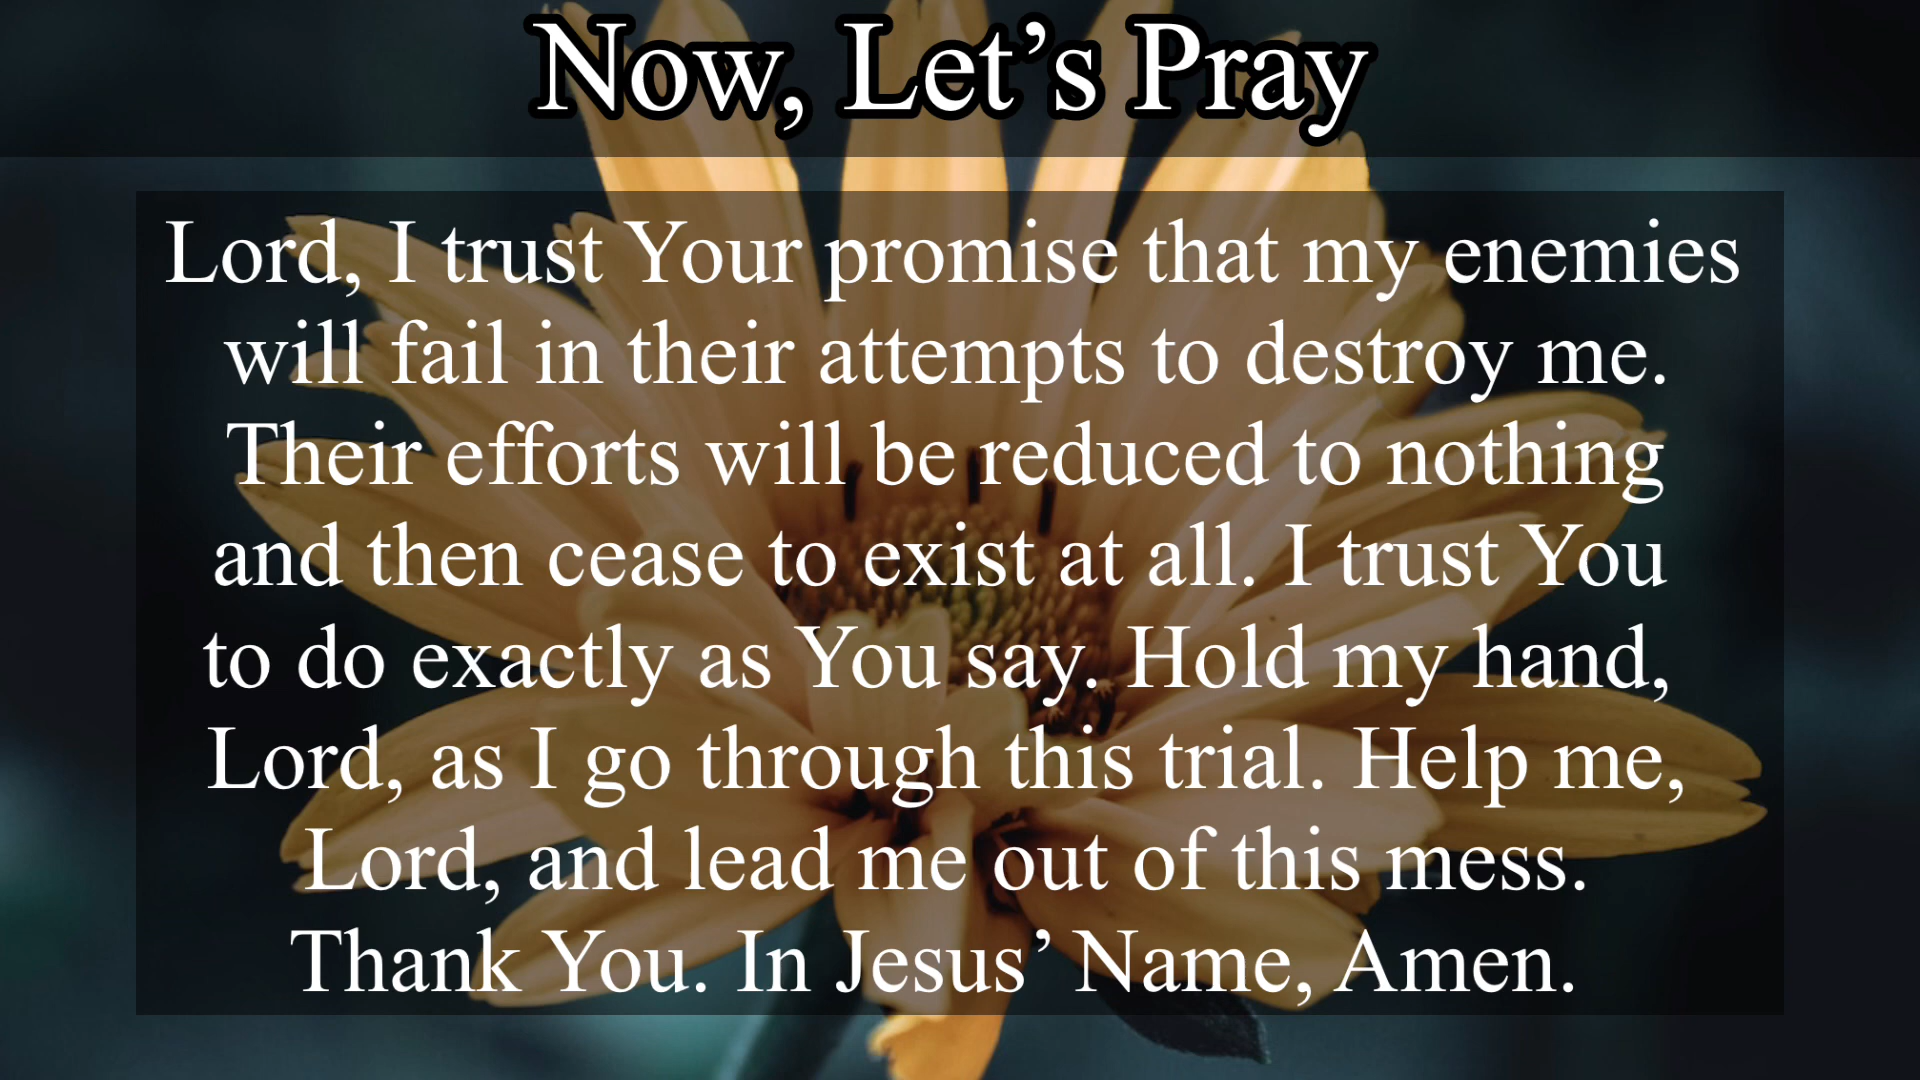 Now, Let’s Pray
Lord, I trust Your promise that my enemies
will fail in their attempts to destroy me.
Their efforts will be reduced to nothing
and then cease to exist at all. I trust You
to do exactly as You say. Hold my hand,
Lord, as I go through this trial. Help me,
Lord, and lead me out of this mess.
Thank You. In Jesus’ Name, Amen.